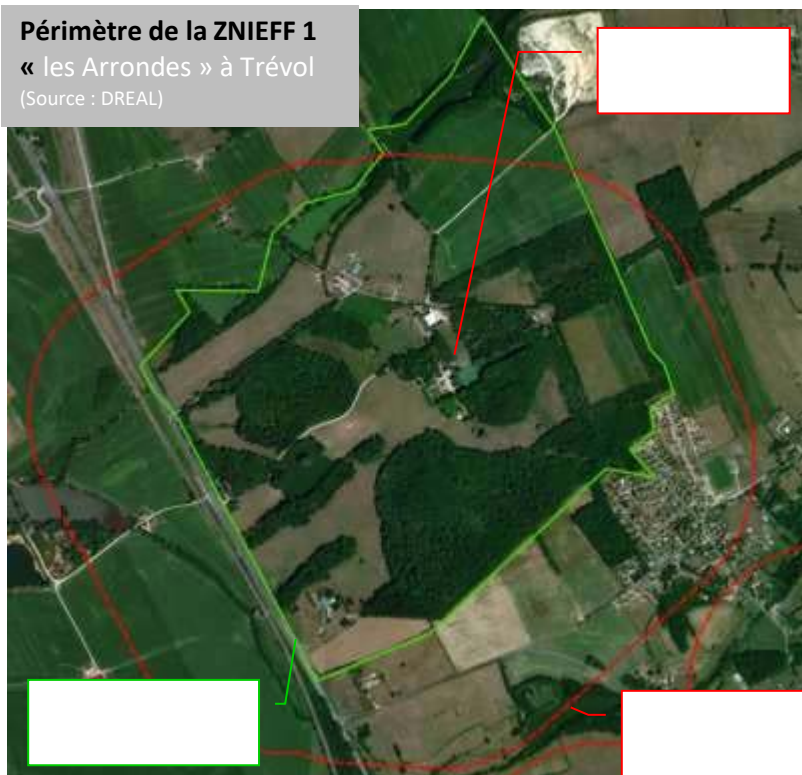 Périmètre de la ZNIEFF 1
« les Arrondes » à Trévol
(Source : DREAL)